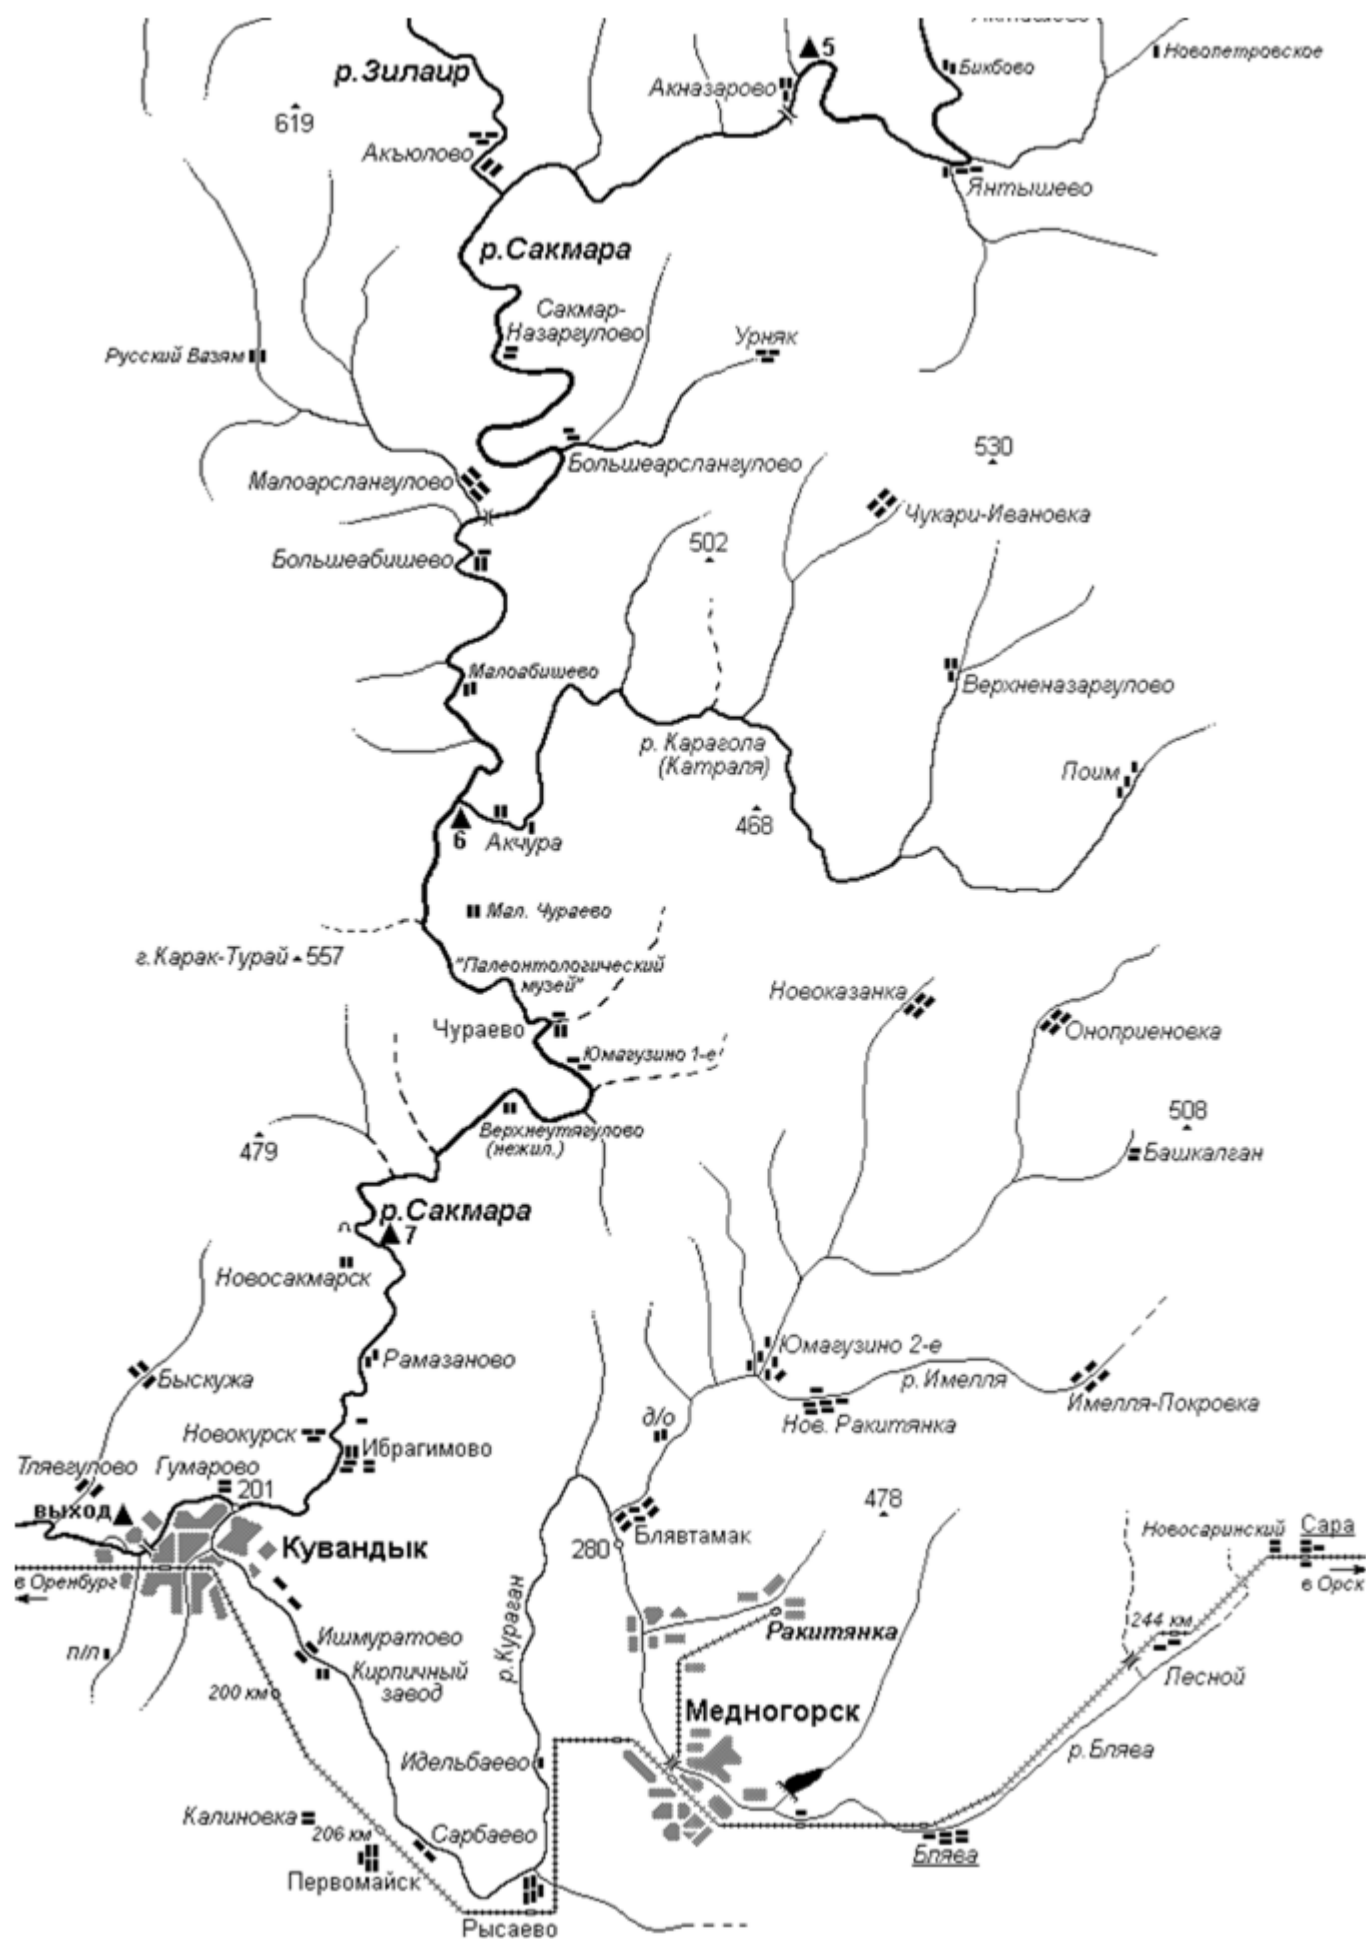 5
Новопетровское
Бикбово
р.Зилаир
Акназарово
619
Акъюлово
Янтышево
р.Сакмара
Сакмар-
Назаргулово
Урняк
Русский Вазям
530
Большеарслангулово
Малоарслангулово
Чукари-Ивановка
502
Большеабишево
Малоабишево
Верхненазаргулово
р. Карагола
(Катраля)
Поим
468
6
Акчура
Мал. Чураево
г.Карак-Турай 557
"Палеонтологический
музей"
Новоказанка
Чураево
Оноприеновка
Юмагузино 1-е
508
Верхнеутягулово
(нежил.)
479
Башкалган
р.Сакмара
7
Новосакмарск
Юмагузино 2-е
Рамазаново
Быскужа
р.Имелля
Имелля-Покровка
д/о
Нов. Ракитянка
Новокурск
Ибрагимово
Тлявгулово
Гумарово
201
478
выход
Блявтамак
Новосаринский
Сара
280
Кувандык
в Оренбург
в Орск
р.Кураган
Ракитянка
244 км
Ишмуратово
п/л
Кирпичный
завод
Лесной
200 км
Медногорск
р.Блява
Идельбаево
Калиновка
206 км
Сарбаево
Блява
Первомайск
Рысаево